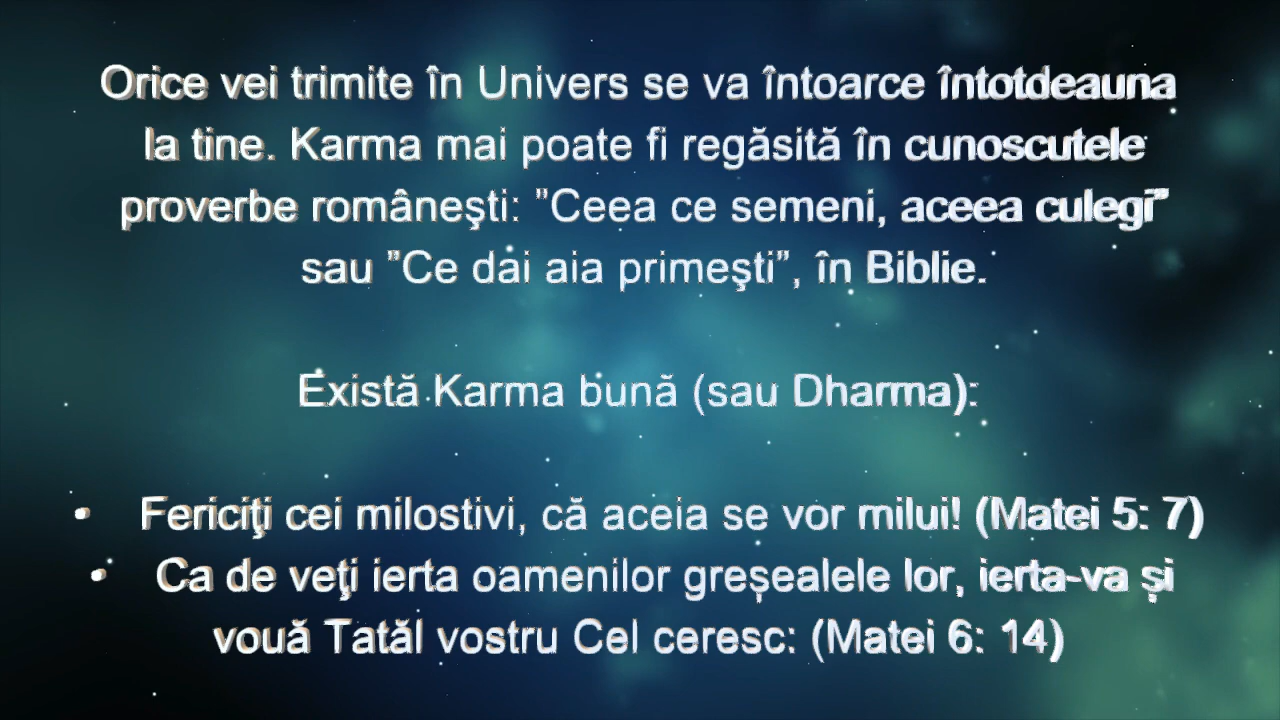 Orice vei trimite în Univers se va întoarce întotdeauna
la tine. Karma mai poate fi regăsită în cunoscutele
proverbe româneşti: ”Ceea ce semeni, aceea culegi”
sau ”Ce dai aia primeşti”, în Biblie.
Există Karma bună (sau Dharma):
• Fericiţi cei milostivi, că aceia se vor milui! (Matei 5: 7)
• Ca de veţi ierta oamenilor greșealele lor, ierta-va și
vouă Tatăl vostru Cel ceresc: (Matei 6: 14)